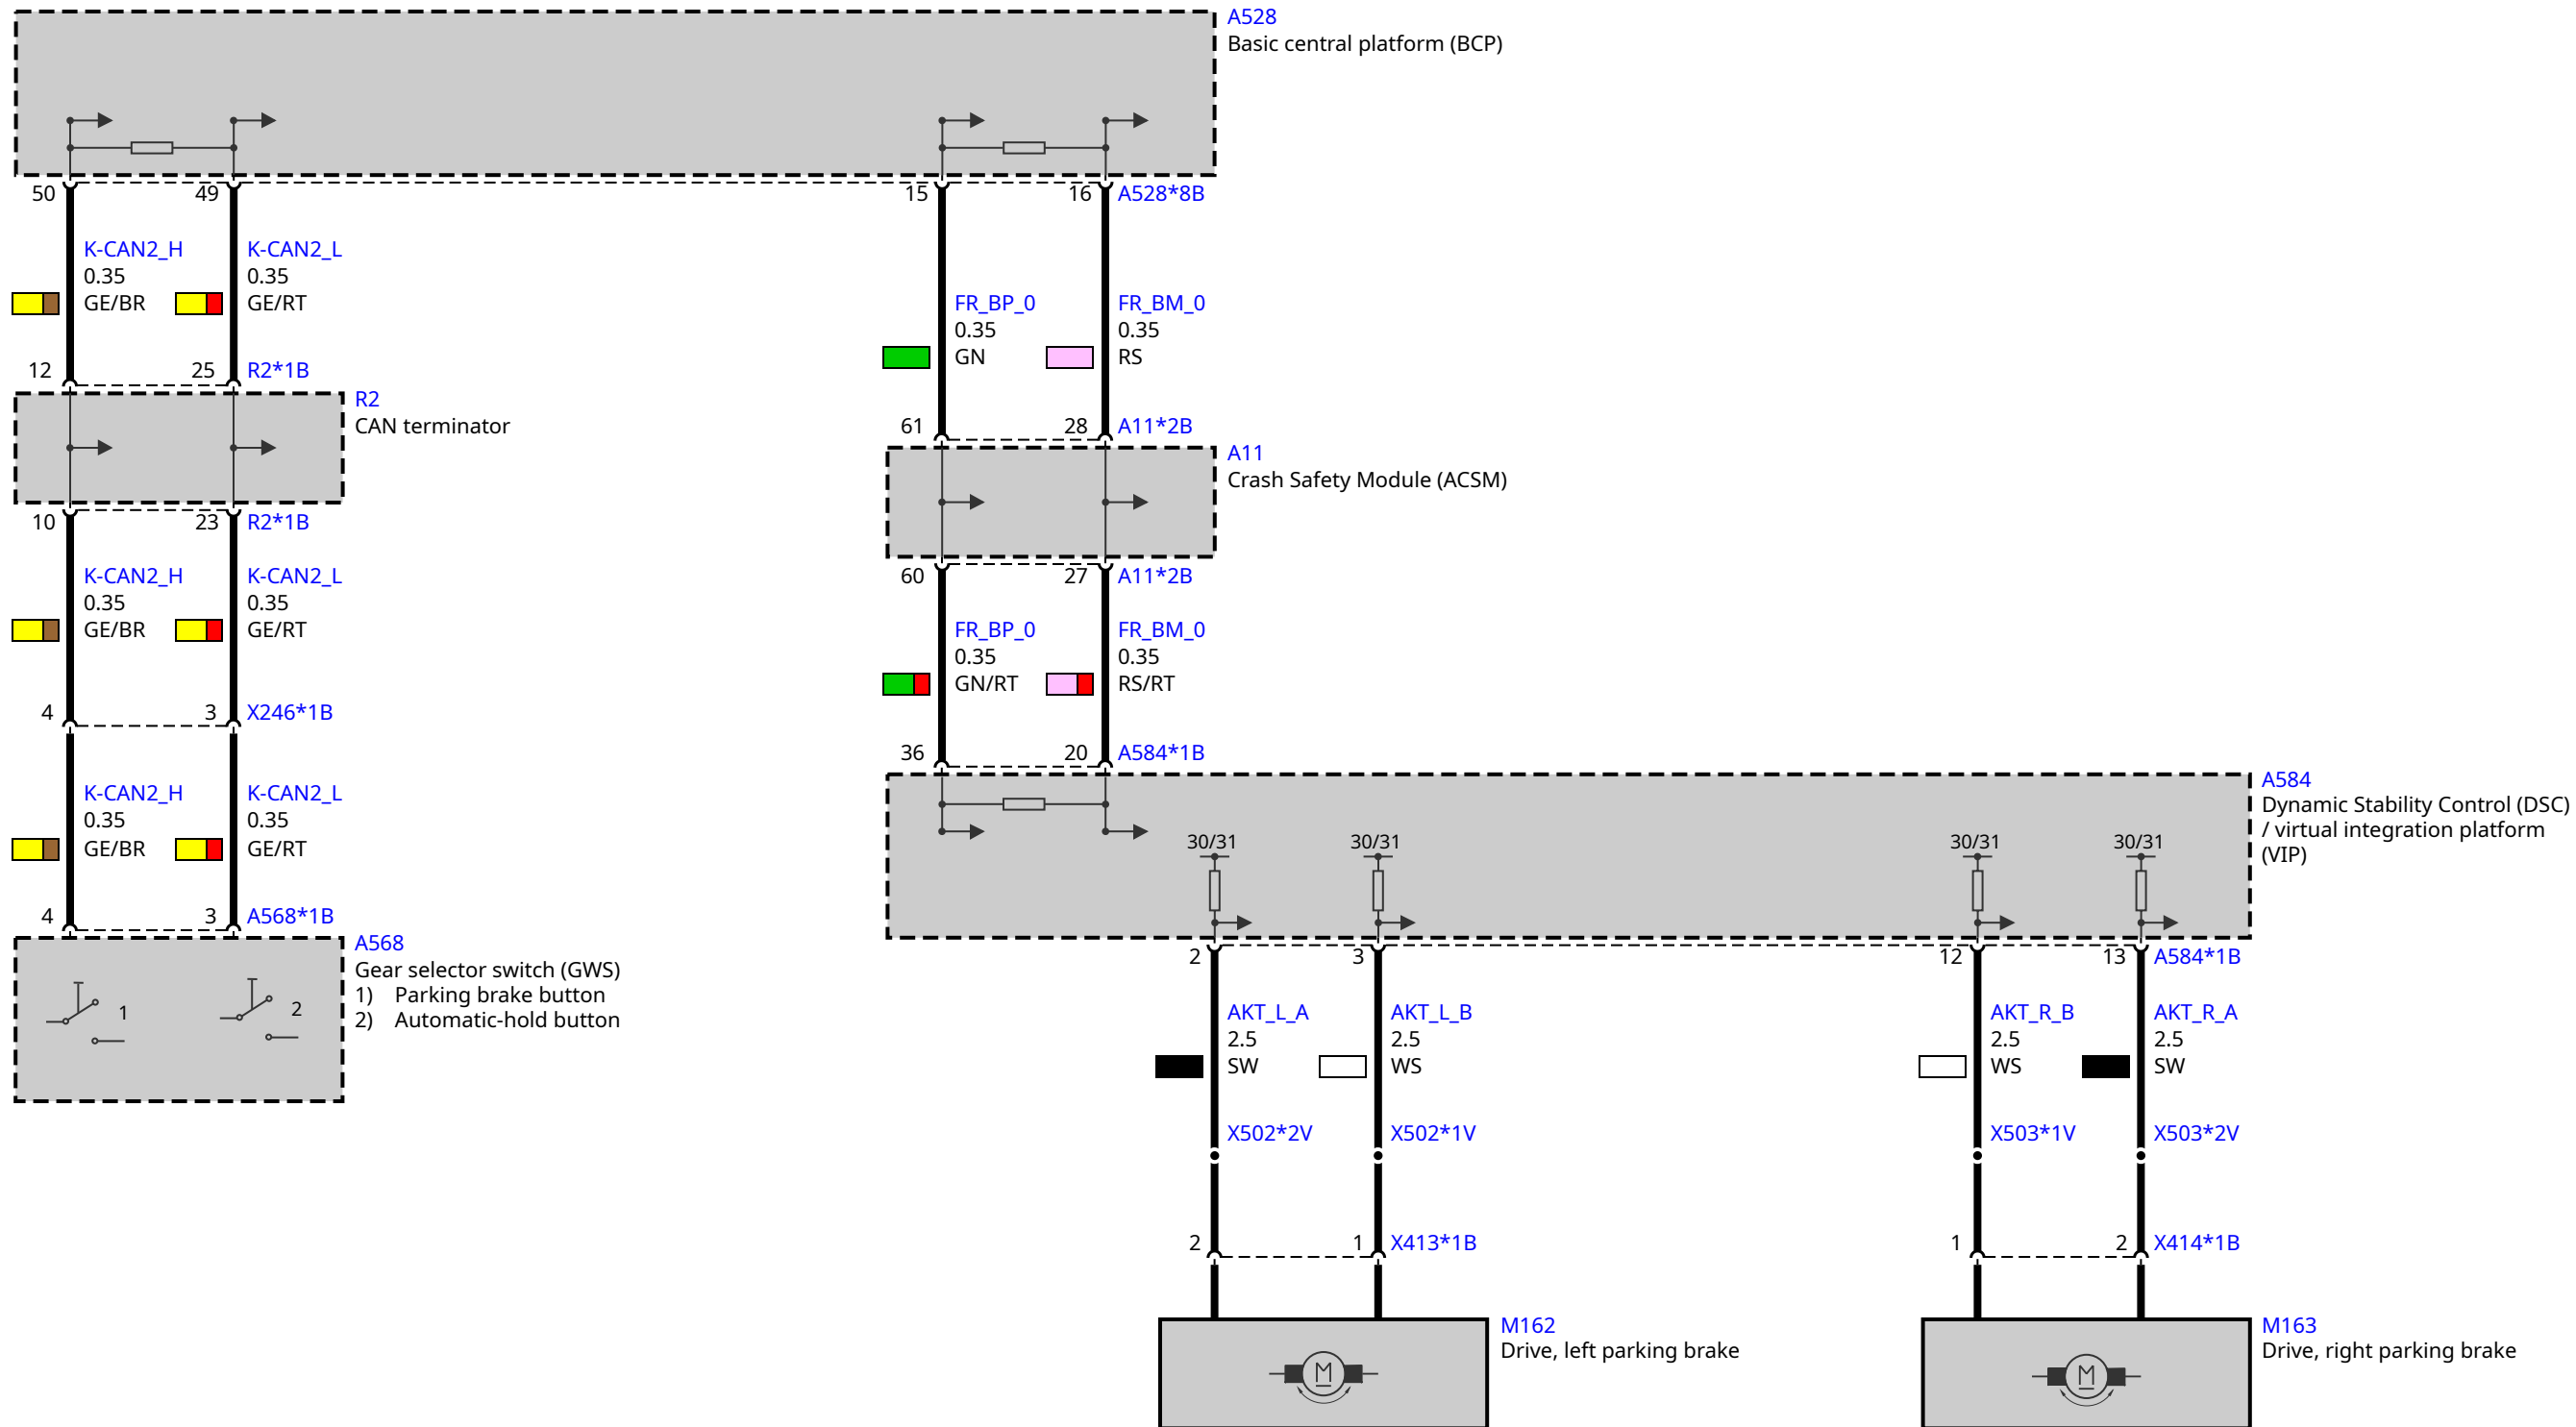 A528
Basic central platform (BCP)
50 49 15 16 A528*8B
K-CAN2_H K-CAN2_L
0.35 0.35
GE/BR GE/RT
FR_BP_0 FR_BM_0
0.35 0.35
GN RS
12 25 R2*1B
R2
CAN terminator
61 28 A11*2B
A11
Crash Safety Module (ACSM)
10 23 R2*1B
K-CAN2_H K-CAN2_L
0.35 0.35
GE/BR GE/RT
60 27 A11*2B
FR_BP_0 FR_BM_0
0.35 0.35
GN/RT RS/RT
4 3 X246*1B
36 20 A584*1B
K-CAN2_H K-CAN2_L
0.35 0.35
GE/BR GE/RT
A584
Dynamic Stability Control (DSC)
/ virtual integration platform
(VIP)
30/31 30/31 30/31 30/31
4 3 A568*1B
A568
Gear selector switch (GWS)
1) Parking brake button
2) Automatic-hold button
1 2
2 3 12 13 A584*1B
AKT_L_A AKT_L_B AKT_R_B AKT_R_A
2.5 2.5 2.5 2.5
SW WS WS SW
X502*2V X502*1V X503*1V X503*2V
2 1 X413*1B 1 2 X414*1B
M162
Drive, left parking brake
M
M163
Drive, right parking brake
M